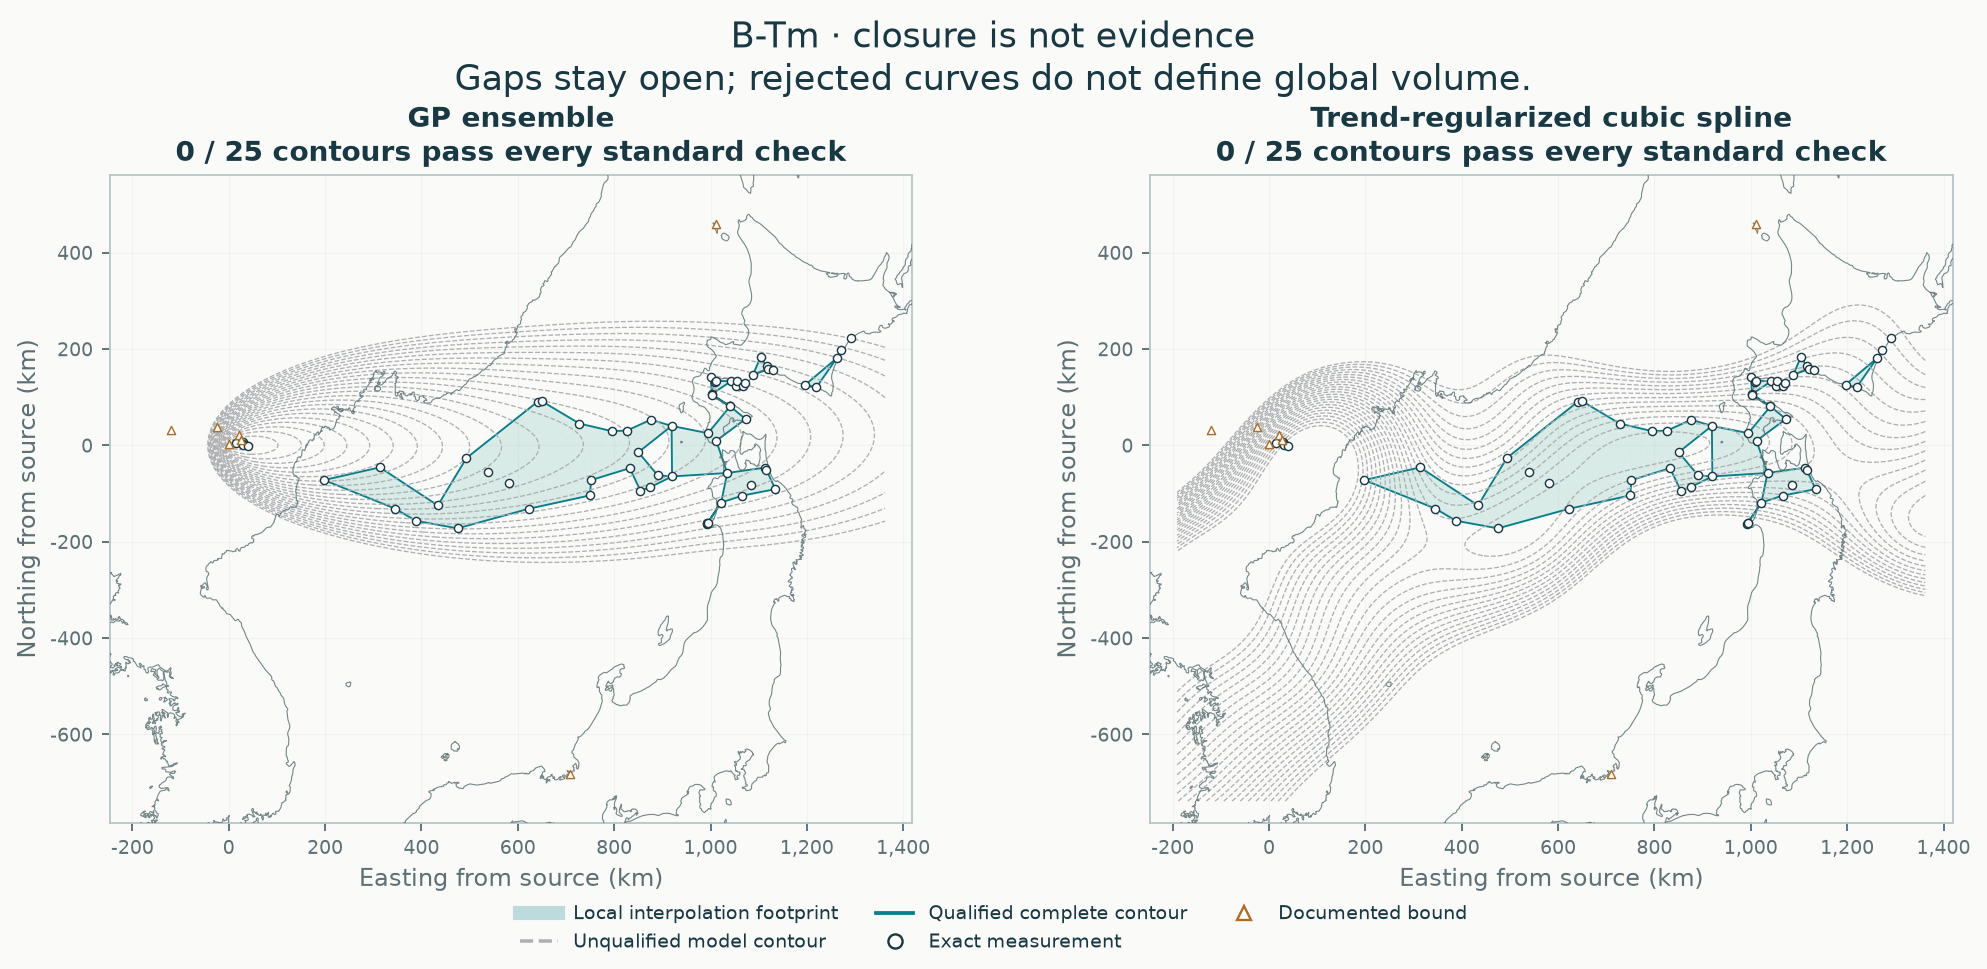 B-Tm · closure is not evidence
Gaps stay open; rejected curves do not define global volume.
GP ensemble
0 / 25 contours pass every standard check
Northing from source (km)
400
200
0
-200
-400
-600
-200
0
200
400
600
800
1,000
1,200
1,400
Easting from source (km)
Trend-regularized cubic spline
0 / 25 contours pass every standard check
Northing from source (km)
400
200
0
-200
-400
-600
-200
0
200
400
600
800
1,000
1,200
1,400
Easting from source (km)
Local interpolation footprint
Unqualified model contour
Qualified complete contour
Exact measurement
Documented bound